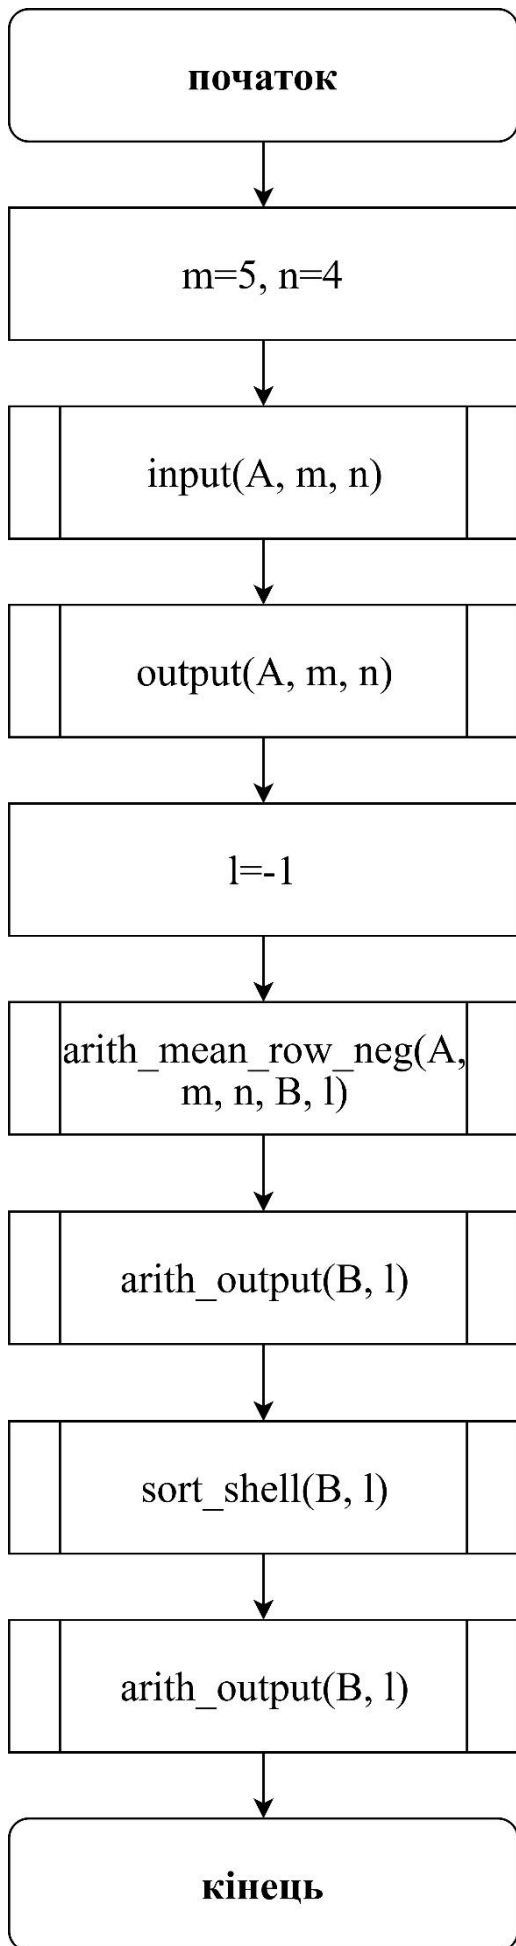 початок
m=5, n=4
input(A, m, n)
output(A, m, n)
l=-1
arith_mean_row_neg(A,
m, n, B, l)
arith_output(B, l)
sort_shell(B, l)
arith_output(B, l)
кінець